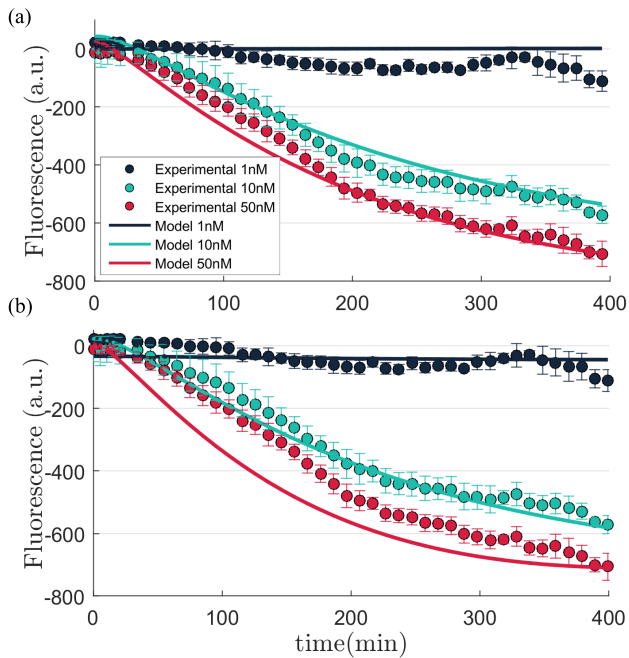 (a)
0
-200
-400
-600
-800
Fluorescence (a.u.)
Experimental 1nM
Experimental 10nM
Experimental 50nM
Model 1nM
Model 10nM
Model 50nM
0 100 200 300 400
(b)
0
-200
-400
-600
-800
Fluorescence (a.u.)
0 100 200 300 400
time(min)